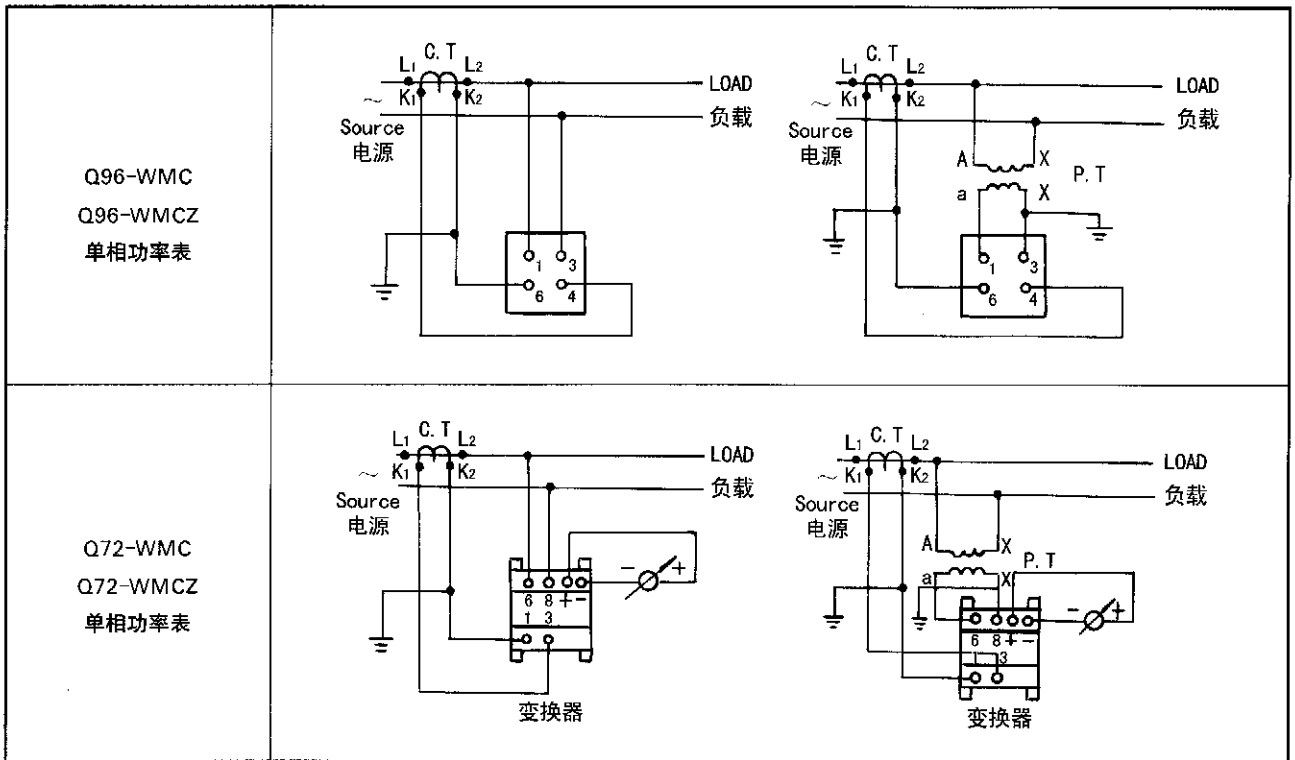 Q96-WMC
Q96-WMCZ
单相功率表
C. T
L1 L2
LOAD
K1 K2
～
负载
Source
电源
1 3
6 4
C. T
L1 L2
LOAD
K1 K2
～
负载
Source
电源
A X
P. T
a X
1 3
6 4
Q72-WMC
Q72-WMCZ
单相功率表
C. T
L1 L2
LOAD
K1 K2
～
负载
Source
电源
- +
6 8 + -
1 3
变换器
C. T
L1 L2
LOAD
K1 K2
～
负载
Source
电源
A X
P. T
a X
- +
6 8 + -
1 3
变换器